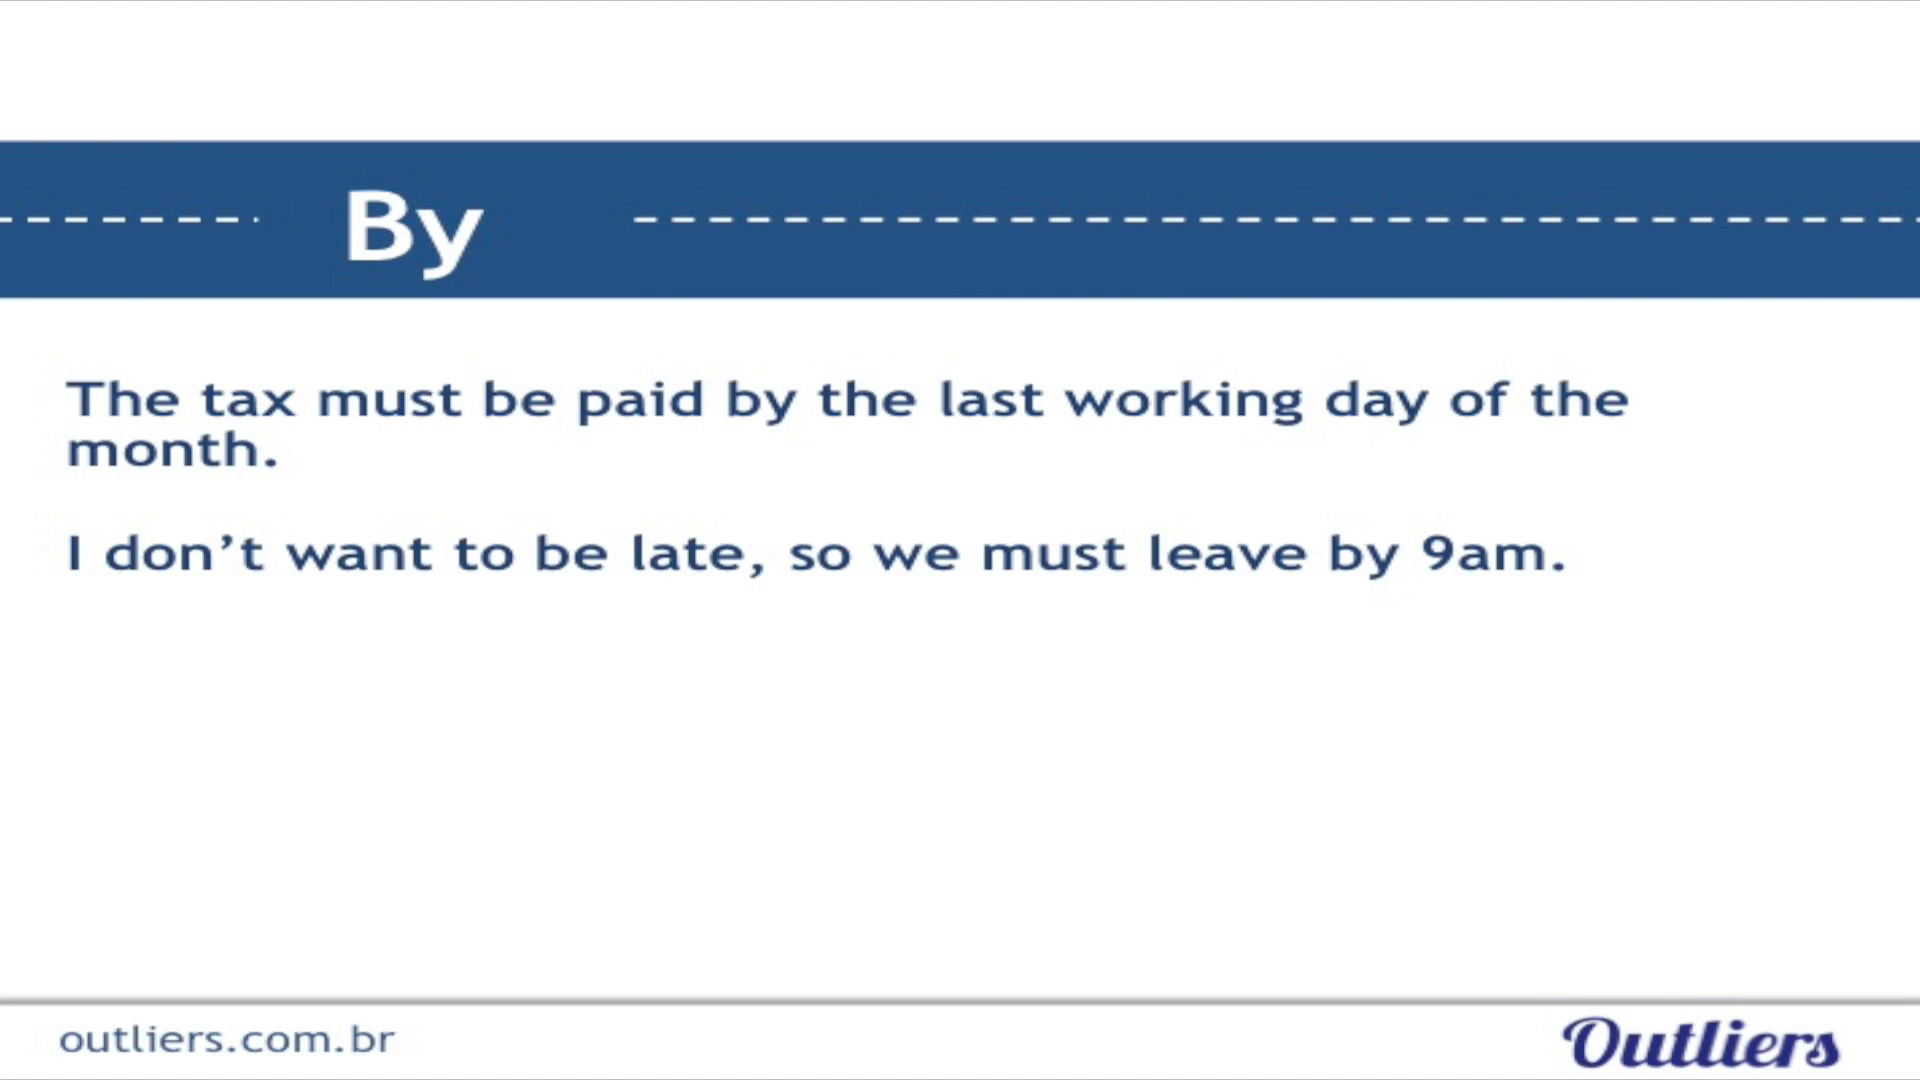 By
The tax must be paid by the last working day of the
month.
I don’t want to be late, so we must leave by 9am.
outliers.com.br
Outliers